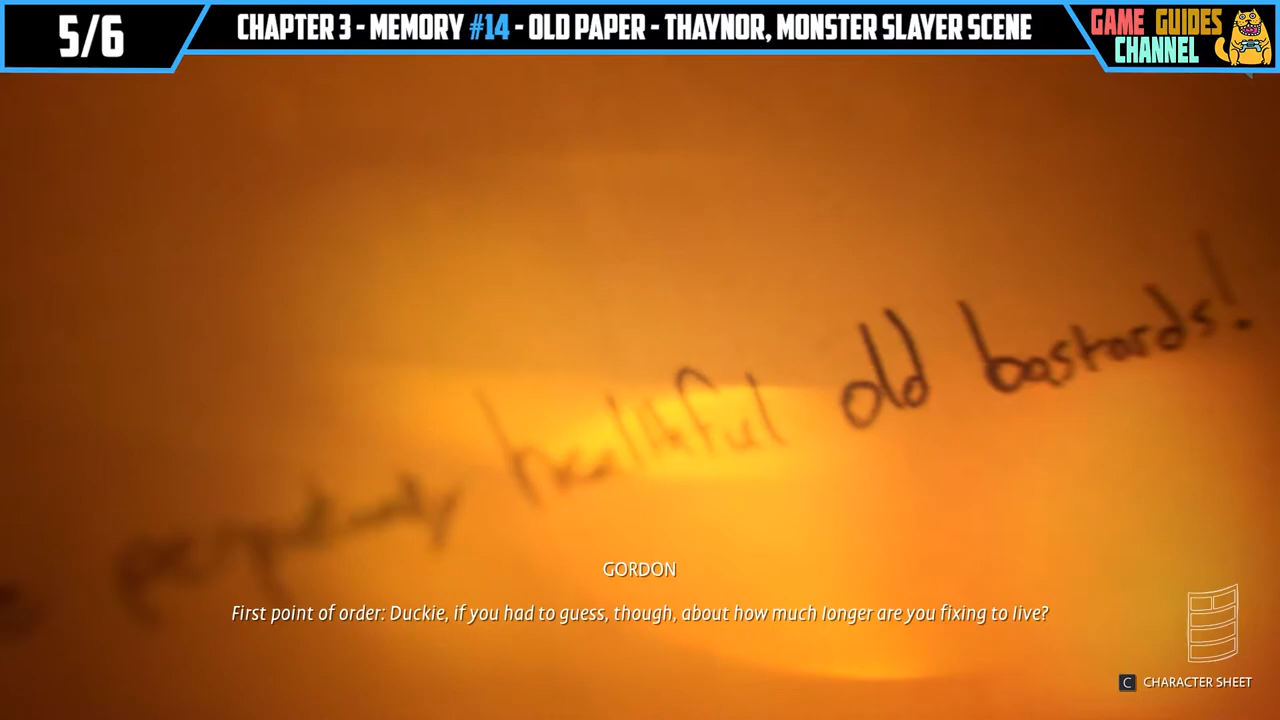 5/6
CHAPTER 3 - MEMORY #14 - OLD PAPER - THAYNOR, MONSTER SLAYER SCENE
GAME GUIDES
CHANNEL
healthful old bastards!
GORDON
First point of order: Duckie, if you had to guess, though, about how much longer are you fixing to live?
C CHARACTER SHEET